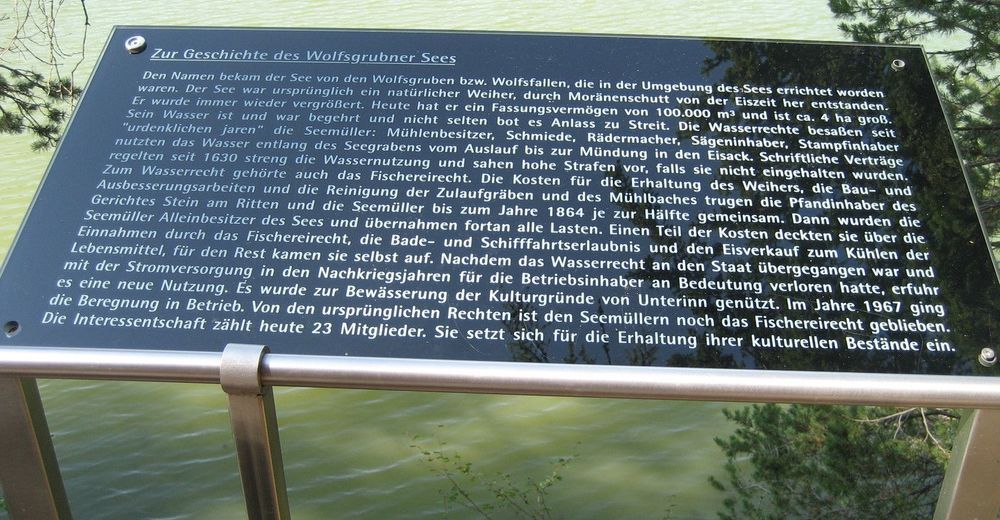 Zur Geschichte des Wolfsgrubner Sees
Den Namen bekam der See von den Wolfsgruben bzw. Wolfsfallen, die in der Umgebung des Sees errichtet worden
waren. Der See war ursprünglich ein natürlicher Weiher, durch Moränenschutt von der Eiszeit her entstanden.
Er wurde immer wieder vergrößert. Heute hat er ein Fassungsvermögen von 100.000 m³ und ist ca. 4 ha groß.
Sein Wasser ist und war begehrt und nicht selten bot es Anlass zu Streit. Die Wasserrechte besaßen seit
"urdenklichen jaren" die Seemüller: Mühlenbesitzer, Schmiede, Rädermacher, Sägeninhaber, Stampfinhaber
nutzten das Wasser entlang des Seegrabens vom Auslauf bis zur Mündung in den Eisack. Schriftliche Verträge
regelten seit 1630 streng die Wassernutzung und sahen hohe Strafen vor, falls sie nicht eingehalten wurden.
Zum Wasserrecht gehörte auch das Fischereirecht. Die Kosten für die Erhaltung des Weihers, die Bau- und
Ausbesserungsarbeiten und die Reinigung der Zulaufgräben und des Mühlbaches trugen die Pfandinhaber des
Gerichtes Stein am Ritten und die Seemüller bis zum Jahre 1864 je zur Hälfte gemeinsam. Dann wurden die
Seemüller Alleinbesitzer des Sees und übernahmen fortan alle Lasten. Einen Teil der Kosten deckten sie über die
Einnahmen durch das Fischereirecht, die Bade- und Schifffahrtserlaubnis und den Eisverkauf zum Kühlen der
Lebensmittel, für den Rest kamen sie selbst auf. Nachdem das Wasserrecht an den Staat übergegangen war und
mit der Stromversorgung in den Nachkriegsjahren für die Betriebsinhaber an Bedeutung verloren hatte, erfuhr
es eine neue Nutzung. Es wurde zur Bewässerung der Kulturgründe von Unterinn genützt. Im Jahre 1967 ging
die Beregnung in Betrieb. Von den ursprünglichen Rechten ist den Seemüllern noch das Fischereirecht geblieben.
Die Interessentschaft zählt heute 23 Mitglieder. Sie setzt sich für die Erhaltung ihrer kulturellen Bestände ein.